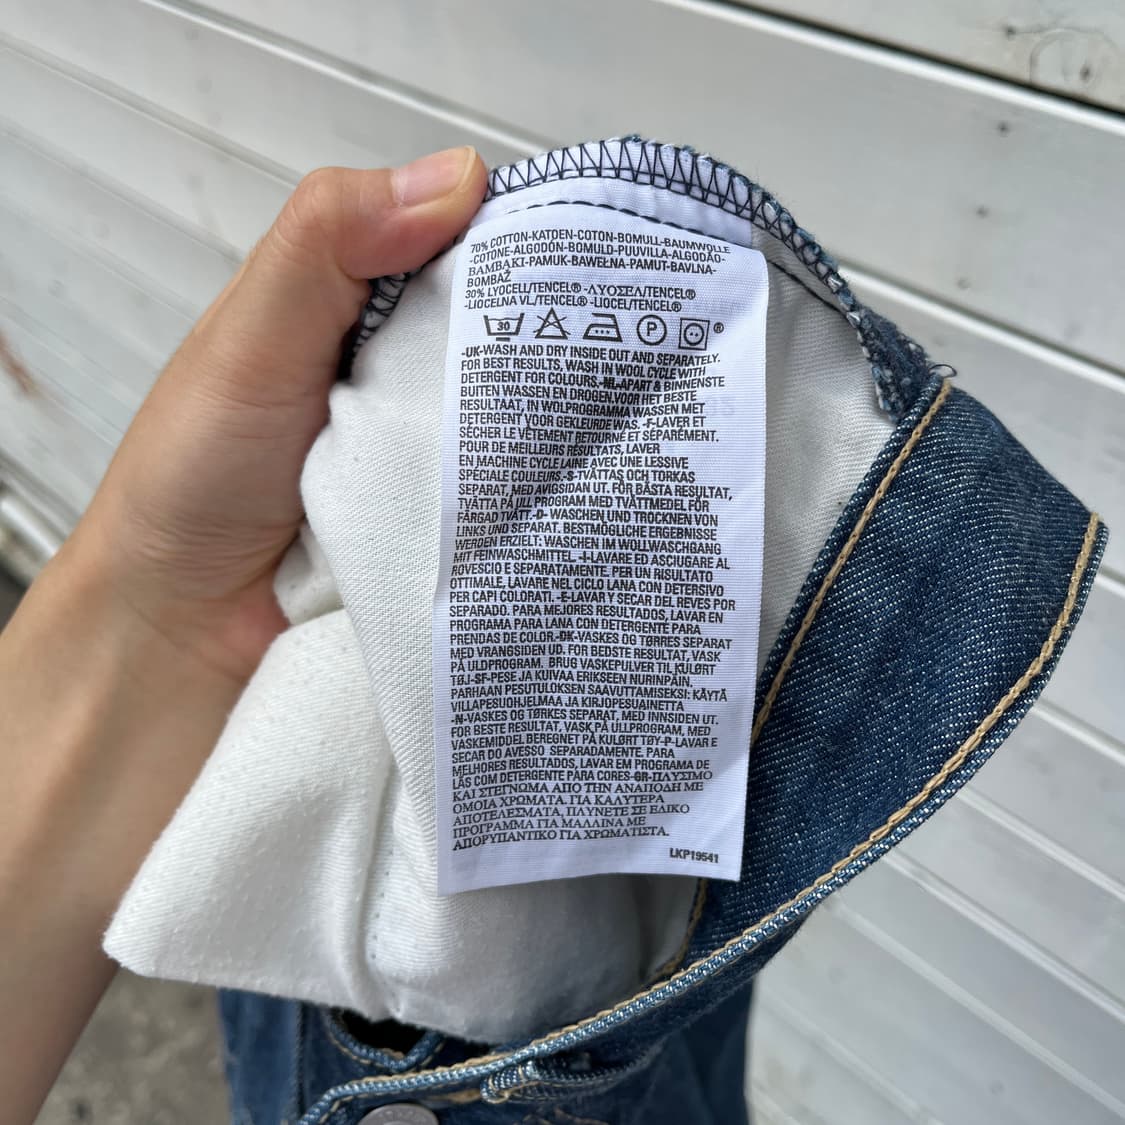 70% COTTON-KATOEN-COTON-BOMULL-BAUMWOLLE
-COTONE-ALGODÓN-BOMULD-PUUVILLA-ALGODÃO-
ΒΑΜΒΑΚΙ-PAMUK-BAWEŁNA-PAMUT-BAVLNA-
BOMBAŽ
30% LYOCELL/TENCEL® -ΛΥΟΣΕΛ/TENCEL®
-LIOCELNA VL/TENCEL® -LIOCEL/TENCEL®
30 P ®
-UK-WASH AND DRY INSIDE OUT AND SEPARATELY.
FOR BEST RESULTS, WASH IN WOOL CYCLE WITH
DETERGENT FOR COLOURS.-NL-APART & BINNENSTE
BUITEN WASSEN EN DROGEN.VOOR HET BESTE
RESULTAAT, IN WOLPROGRAMMA WASSEN MET
DETERGENT VOOR GEKLEURDE WAS. -F-LAVER ET
SÉCHER LE VÊTEMENT RETOURNÉ ET SÉPARÉMENT.
POUR DE MEILLEURS RÉSULTATS, LAVER
EN MACHINE CYCLE LAINE AVEC UNE LESSIVE
SPÉCIALE COULEURS.-S-TVÄTTAS OCH TORKAS
SEPARAT, MED AVIGSIDAN UT. FÖR BÄSTA RESULTAT,
TVÄTTA PÅ ULL PROGRAM MED TVÄTTMEDEL FÖR
FÄRGAD TVÄTT.-D- WASCHEN UND TROCKNEN VON
LINKS UND SEPARAT. BESTMÖGLICHE ERGEBNISSE
WERDEN ERZIELT: WASCHEN IM WOLLWASCHGANG
MIT FEINWASCHMITTEL. -I-LAVARE ED ASCIUGARE AL
ROVESCIO E SEPARATAMENTE. PER UN RISULTATO
OTTIMALE, LAVARE NEL CICLO LANA CON DETERSIVO
PER CAPI COLORATI. -E-LAVAR Y SECAR DEL REVES POR
SEPARADO. PARA MEJORES RESULTADOS, LAVAR EN
PROGRAMA PARA LANA CON DETERGENTE PARA
PRENDAS DE COLOR.-DK-VASKES OG TØRRES SEPARAT
MED VRANGSIDEN UD. FOR BEDSTE RESULTAT, VASK
PÅ ULDPROGRAM. BRUG VASKEPULVER TIL KULØRT
TØJ.-SF-PESE JA KUIVAA ERIKSEEN NURINPÄIN.
PARHAAN PESUTULOKSEN SAAVUTTAMISEKSI: KÄYTÄ
VILLAPESUOHJELMAA JA KIRJOPESUAINETTA
-N-VASKES OG TØRKES SEPARAT, MED INNSIDEN UT.
FOR BESTE RESULTAT, VASK PÅ ULLPROGRAM, MED
VASKEMIDDEL BEREGNET PÅ KULØRT TØY-P-LAVAR E
SECAR DO AVESSO SEPARADAMENTE. PARA
MELHORES RESULTADOS, LAVAR EM PROGRAMA DE
LÃS COM DETERGENTE PARA CORES-GR-ΠΛΥΣΙΜΟ
ΚΑΙ ΣΤΕΓΝΩΜΑ ΑΠΟ ΤΗΝ ΑΝΑΠΟΔΗ ΜΕ
ΟΜΟΙΑ ΧΡΩΜΑΤΑ. ΓΙΑ ΚΑΛΥΤΕΡΑ
ΑΠΟΤΕΛΕΣΜΑΤΑ, ΠΛΥΝΕΤΕ ΣΕ ΕΙΔΙΚΟ
ΠΡΟΓΡΑΜΜΑ ΓΙΑ ΜΑΛΛΙΝΑ ΜΕ
ΑΠΟΡΥΠΑΝΤΙΚΟ ΓΙΑ ΧΡΩΜΑΤΙΣΤΑ.
LKP19541